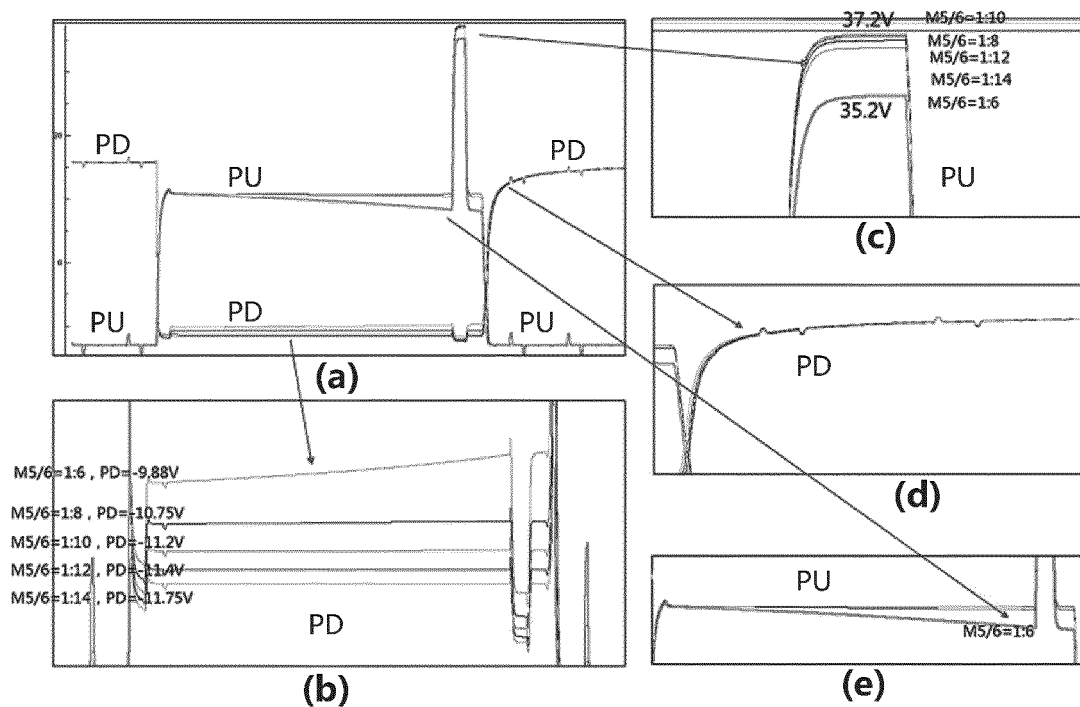 PD
PU
PD
PU
PD
PU
PU
(a)
37.2V
M5/6=1:10
M5/6=1:8
M5/6=1:12
M5/6=1:14
M5/6=1:6
35.2V
PU
(c)
M5/6=1:6 , PD=-9.88V
M5/6=1:8 , PD=-10.75V
M5/6=1:10 , PD=-11.2V
M5/6=1:12 , PD=-11.4V
M5/6=1:14 , PD=-11.75V
PD
(b)
PD
(d)
PU
M5/6=1:6
(e)